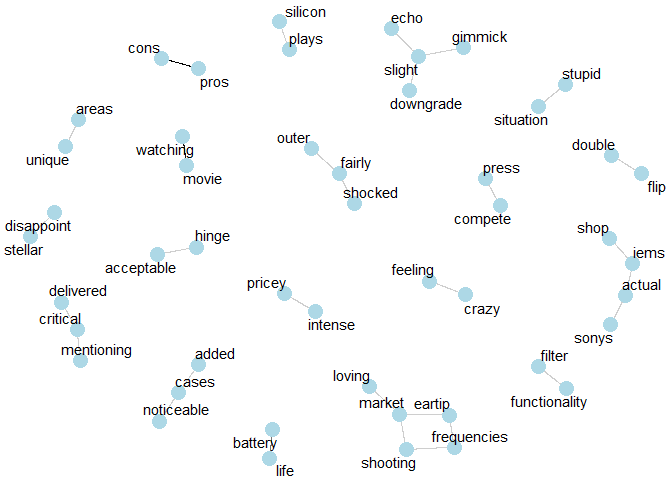 silicon
plays
echo
gimmick
slight
downgrade
cons
pros
stupid
situation
areas
unique
watching
movie
outer
fairly
shocked
double
flip
press
compete
disappoint
stellar
hinge
acceptable
shop
iems
actual
sonys
feeling
crazy
pricey
intense
delivered
critical
mentioning
added
cases
noticeable
filter
functionality
loving
market
eartip
frequencies
shooting
battery
life